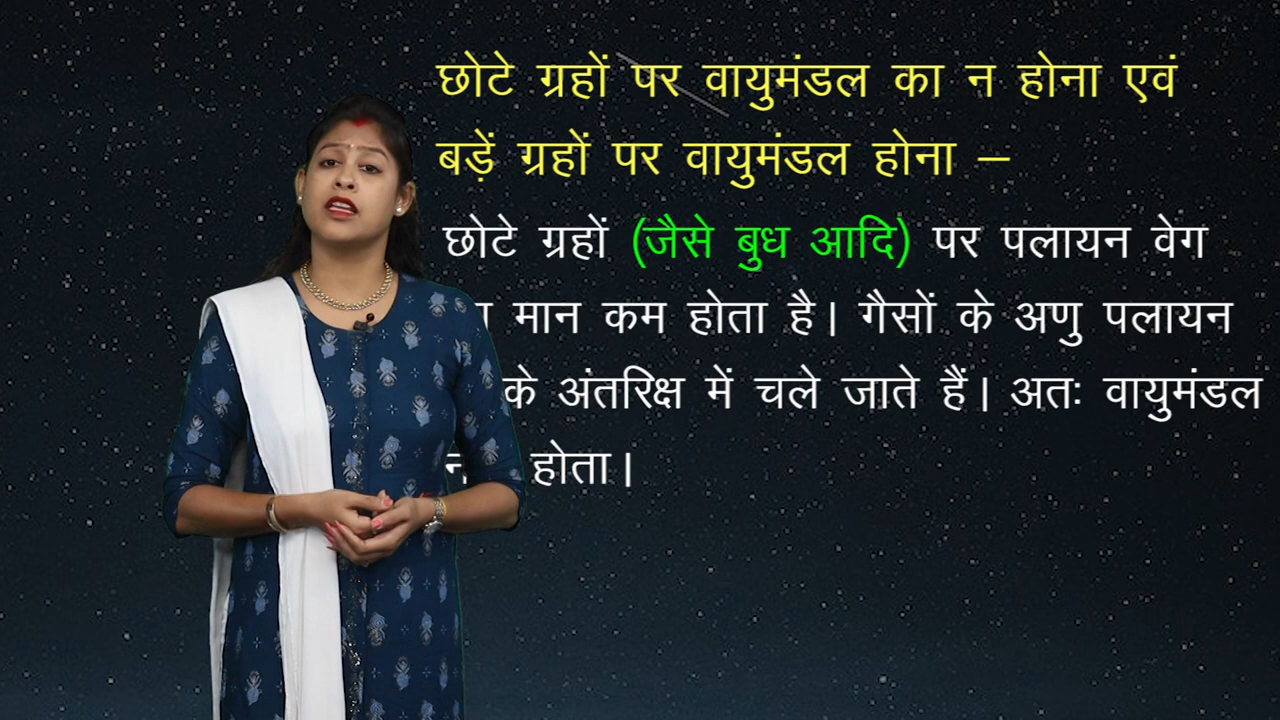 छोटे ग्रहों पर वायुमंडल का न होना एवं
बड़ें ग्रहों पर वायुमंडल होना –
छोटे ग्रहों (जैसे बुध आदि) पर पलायन वेग
मान कम होता है। गैसों के अणु पलायन
के अंतरिक्ष में चले जाते हैं। अतः वायुमंडल
होता।